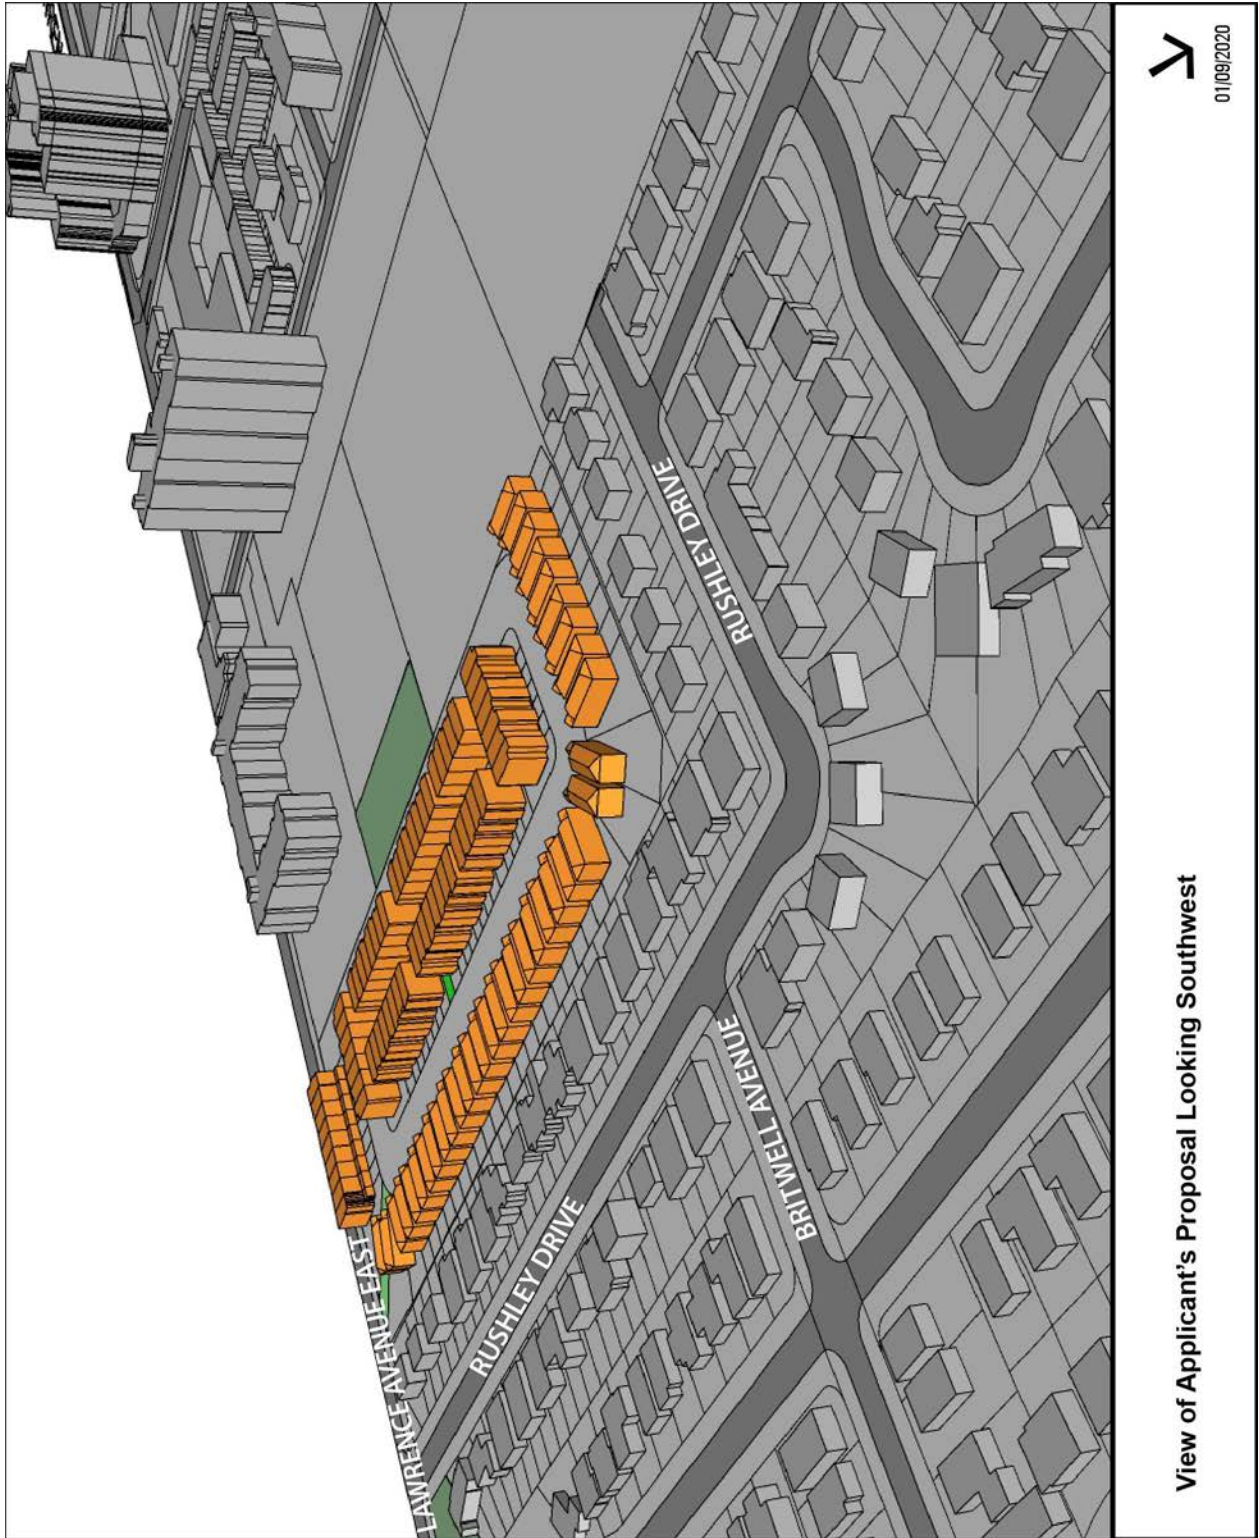 LAWRENCE AVENUE EAST
RUSHLEY DRIVE
RUSHLEY DRIVE
BRITWELL AVENUE
View of Applicant's Proposal Looking Southwest
01/09/2020